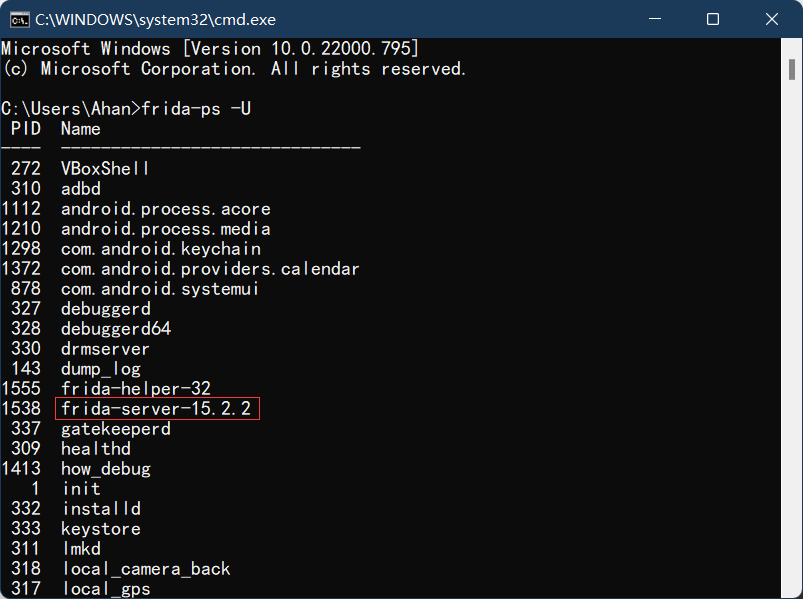 C:\WINDOWS\system32\cmd.exe
Microsoft Windows [Version 10.0.22000.795]
(c) Microsoft Corporation. All rights reserved.
C:\Users\Ahan>frida-ps -U
 PID  Name
----  ------------------------------
 272  VBoxShell
 310  adbd
1112  android.process.acore
1210  android.process.media
1298  com.android.keychain
1372  com.android.providers.calendar
 878  com.android.systemui
 327  debuggerd
 328  debuggerd64
 330  drmserver
 143  dump_log
1555  frida-helper-32
1538  frida-server-15.2.2
 337  gatekeeperd
 309  healthd
1413  how_debug
   1  init
 332  installd
 333  keystore
 311  lmkd
 318  local_camera_back
 317  local_gps